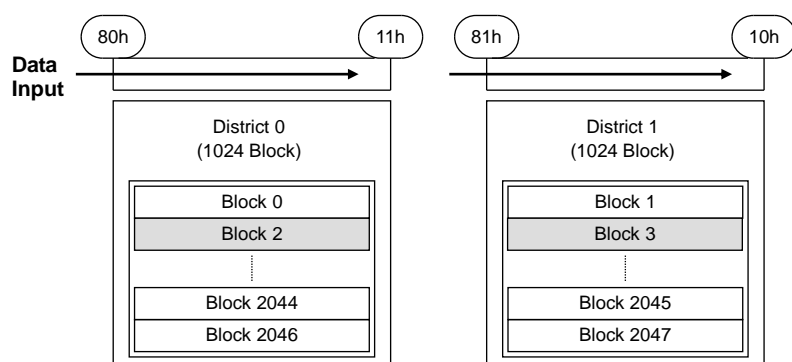 80h
11h
81h
10h
Data
Input
District 0
(1024 Block)
Block 0
Block 2
Block 2044
Block 2046
District 1
(1024 Block)
Block 1
Block 3
Block 2045
Block 2047